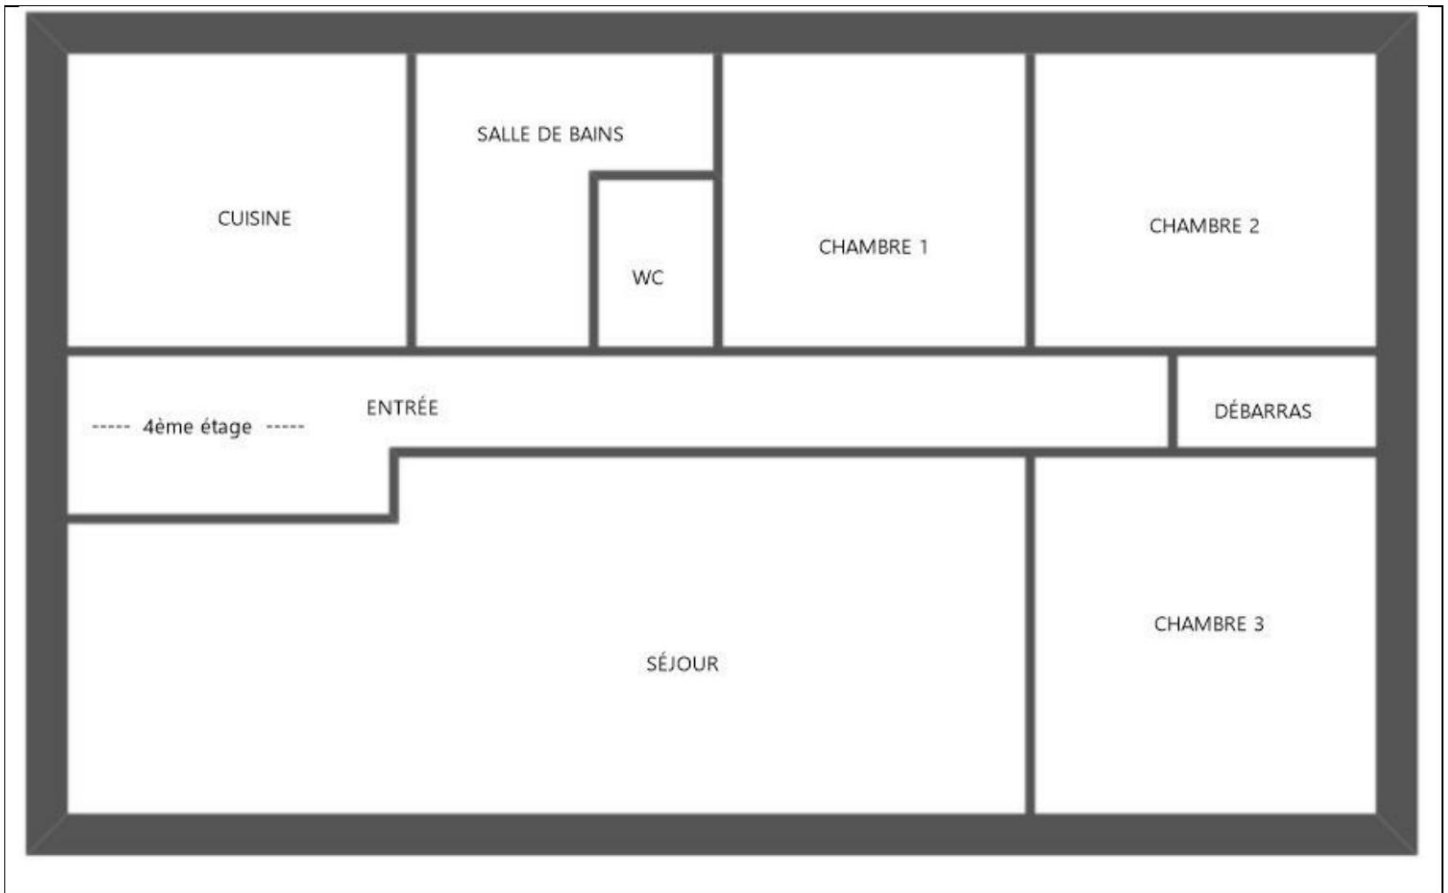 SALLE DE BAINS
CUISINE
CHAMBRE 2
CHAMBRE 1
WC
ENTRÉE
DÉBARRAS
----- 4ème étage -----
CHAMBRE 3
SÉJOUR